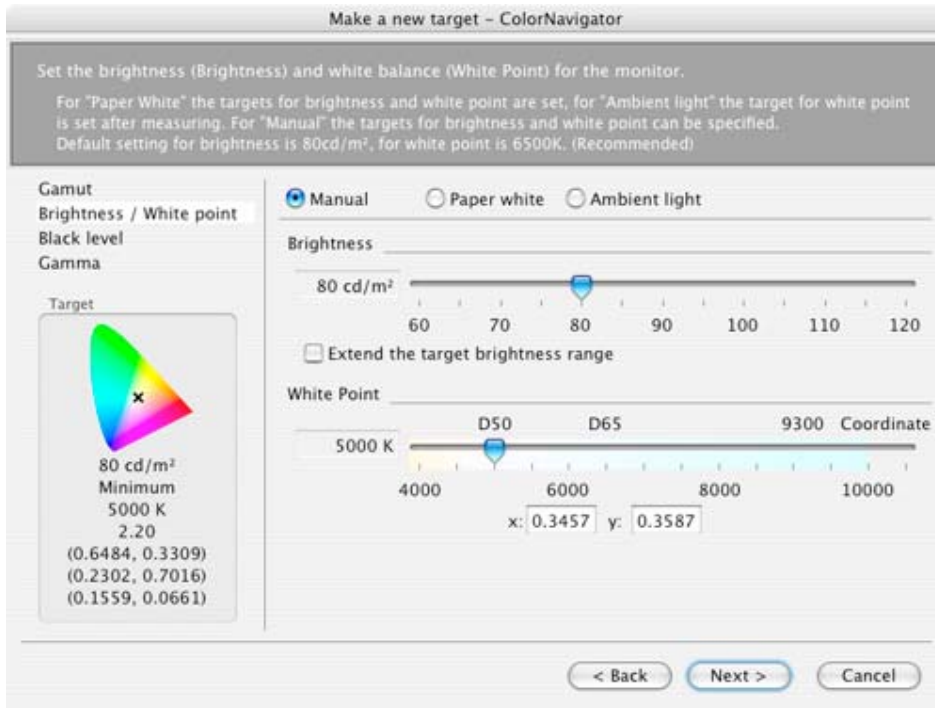 Make a new target – ColorNavigator
Set the brightness (Brightness) and white balance (White Point) for the monitor.
For "Paper White" the targets for brightness and white point are set, for "Ambient light" the target for white point
is set after measuring. For "Manual" the targets for brightness and white point can be specified.
Default setting for brightness is 80cd/m², for white point is 6500K. (Recommended)
Gamut
Brightness / White point
Black level
Gamma
Target
80 cd/m²
Minimum
5000 K
2.20
(0.6484, 0.3309)
(0.2302, 0.7016)
(0.1559, 0.0661)
Manual Paper white Ambient light
Brightness
80 cd/m²
60 70 80 90 100 110 120
Extend the target brightness range
White Point
D50 D65 9300 Coordinate
5000 K
4000 6000 8000 10000
x: 0.3457 y: 0.3587
< Back Next > Cancel